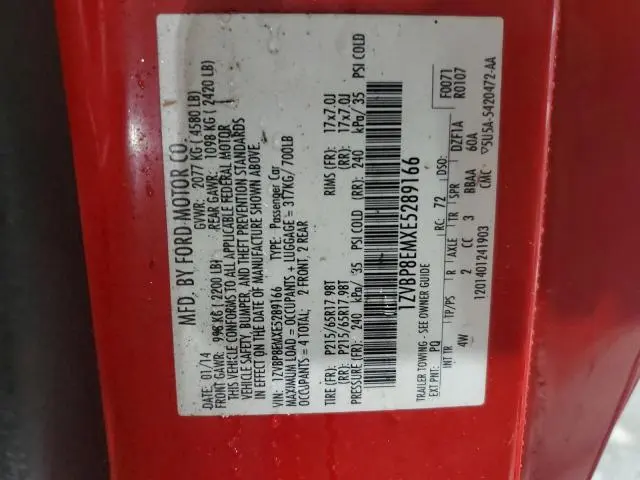 MFD. BY FORD MOTOR CO.
DATE: 01/14 GVWR: 2077 KG ( 4580 LB)
FRONT GAWR: KG ( 2200 LB) REAR GAWR: 1098 KG ( 2420 LB)
THIS VEHICLE CONFORMS TO ALL APPLICABLE FEDERAL MOTOR
VEHICLE SAFETY, BUMPER, AND THEFT PREVENTION STANDARDS
IN EFFECT ON THE DATE OF MANUFACTURE SHOWN ABOVE.
VIN: 1ZVBP8EMXE5289166 TYPE: Passenger Car
MAXIMUM LOAD = OCCUPANTS + LUGGAGE = 317KG/ 700LB
OCCUPANTS = 4 TOTAL; 2 FRONT, 2 REAR
TIRE (FR): P215/65R17 98T RIMS (FR): 17x7.0J
(RR): P215/65R17 98T (RR): 17x7.0J
PRESSURE (FR): 240 kPa/ 35 PSI COLD (RR): 240 kPa/ 35 PSI COLD
1ZVBP8EMXE5289166
TRAILER TOWING - SEE OWNER GUIDE
EXT PNT: PQ RC: 72 DSO: F0071
R0107
INT TR TP/PS R AXLE TR SPR DZF1A
4W 2 CC 3 BBAA 60A
1201401241903 CMC ▽5U5A-5420472-AA